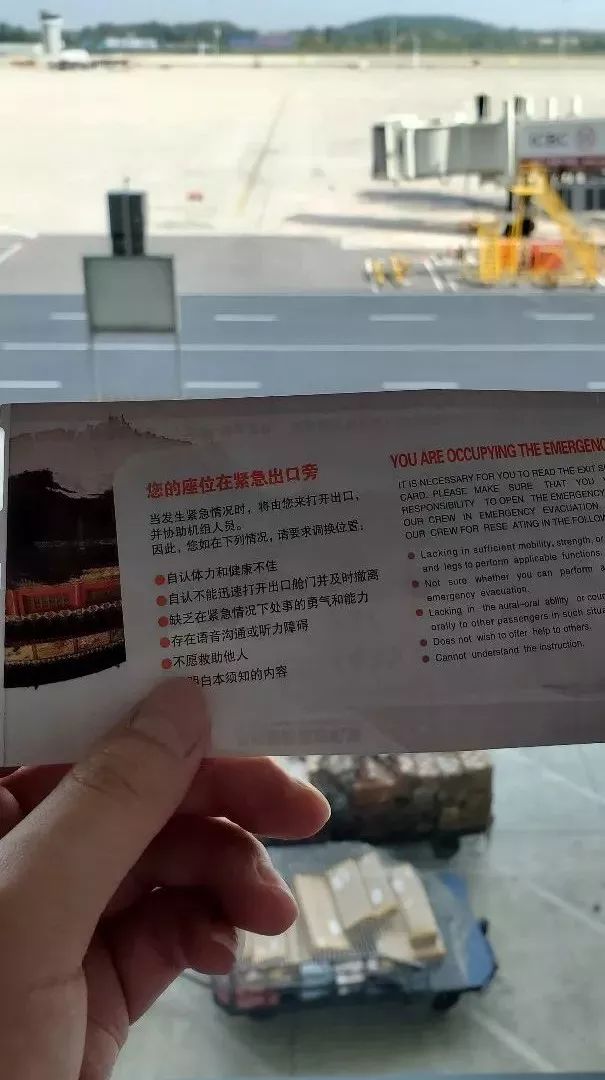 您的座位在紧急出口旁
当发生紧急情况时，将由您来打开出口，
并协助机组人员。
因此，您如在下列情况，请要求调换位置：
●自认体力和健康不佳
●自认不能迅速打开出口舱门并及时撤离
●缺乏在紧急情况下处事的勇气和能力
●存在语音沟通或听力障碍
●不愿救助他人
明白本须知的内容
YOU ARE OCCUPYING THE EMERGENC
IT IS NECESSARY FOR YOU TO READ THE EXIT
CARD. PLEASE MAKE SURE THAT YOU
RESPONSIBILITY TO OPEN THE EMERGENCY
OUR CREW IN EMERGENCY EVACUATION
OUR CREW FOR RESE ATING IN THE FOLLOW
● Lacking in sufficient mobility, strength, or
and legs to perform applicable functions.
● Not sure whether you can perform a
emergency evacuation.
● Lacking in the aural-oral ability or coun
orally to other passengers in such situa
● Does not wish to offer help to others.
● Cannot understand the instruction.
ICBC